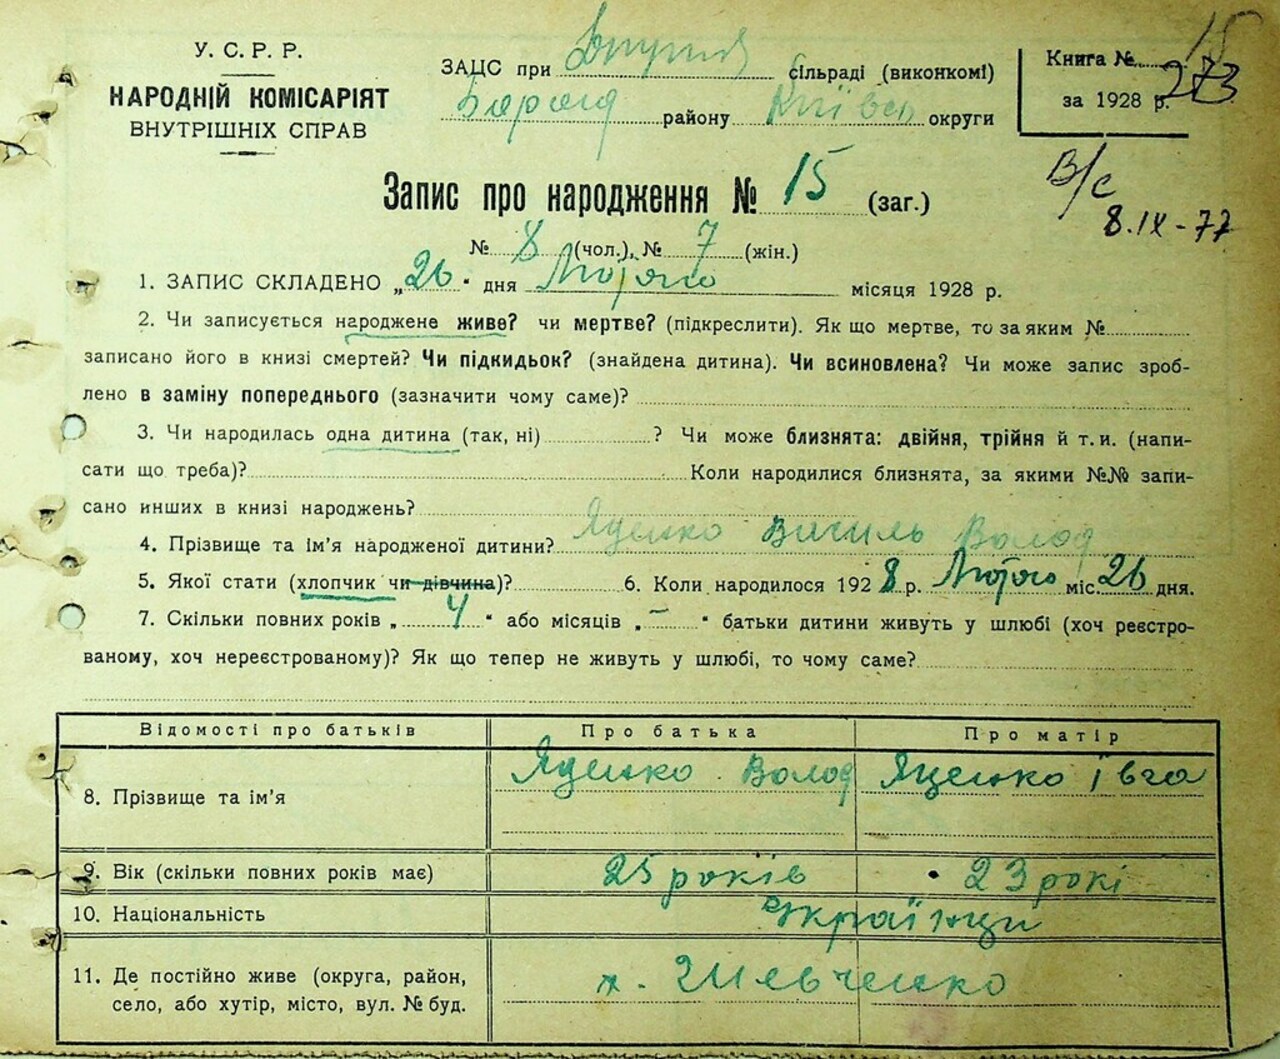 У. С. Р. Р.
НАРОДНІЙ КОМІСАРІЯТ
ВНУТРІШНІХ СПРАВ
ЗАЦС при сільраді (виконкомі)
району Київськ округи
Книга № 15
273
за 1928 р.
В/с
8.IX-77
Запис про народження № 15 (заг.)
№ 8 (чол.), № 7 (жін.)
1. ЗАПИС СКЛАДЕНО „26“ дня Лютого місяця 1928 р.
2. Чи записується народжене живе? чи мертве? (підкреслити). Як що мертве, то за яким №
записано його в книзі смертей? Чи підкидьок? (знайдена дитина). Чи всиновлена? Чи може запис зроб-
лено в заміну попереднього (зазначити чому саме)?
3. Чи народилась одна дитина (так, ні) ? Чи може близнята: двійня, трійня й т. и. (напи-
сати що треба)? Коли народилися близнята, за якими №№ запи-
сано инших в книзі народжень?
4. Прізвище та ім'я народженої дитини? Яценко Василь Волод
5. Якої стати (хлопчик чи дівчина)? 6. Коли народилося 1928 р. Лютого міс. 26 дня.
7. Скільки повних років „ 4 “ або місяців „ — “ батьки дитини живуть у шлюбі (хоч реєстро-
ваному, хоч нереєстрованому)? Як що тепер не живуть у шлюбі, то чому саме?
Відомості про батьків Про батька Про матір
8. Прізвище та ім'я Яценко Волод Яценко Івга
9. Вік (скільки повних років має) 25 років 23 рокі
10. Національність Українци
11. Де постійно живе (округа, район,
село, або хутір, місто, вул. № буд. х.